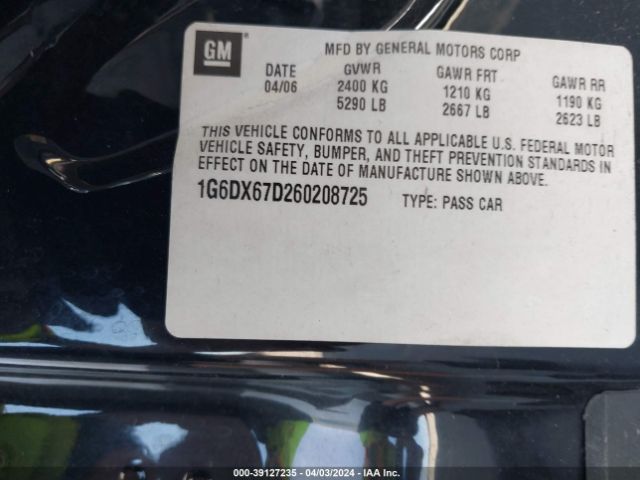 GM
MFD BY GENERAL MOTORS CORP
DATE GVWR GAWR FRT GAWR RR
04/06 2400 KG 1210 KG 1190 KG
5290 LB 2667 LB 2623 LB
THIS VEHICLE CONFORMS TO ALL APPLICABLE U.S. FEDERAL MOTOR
VEHICLE SAFETY, BUMPER, AND THEFT PREVENTION STANDARDS IN
EFFECT ON THE DATE OF MANUFACTURE SHOWN ABOVE.
1G6DX67D260208725 TYPE: PASS CAR
000-39127235 - 04/03/2024 - IAA Inc.